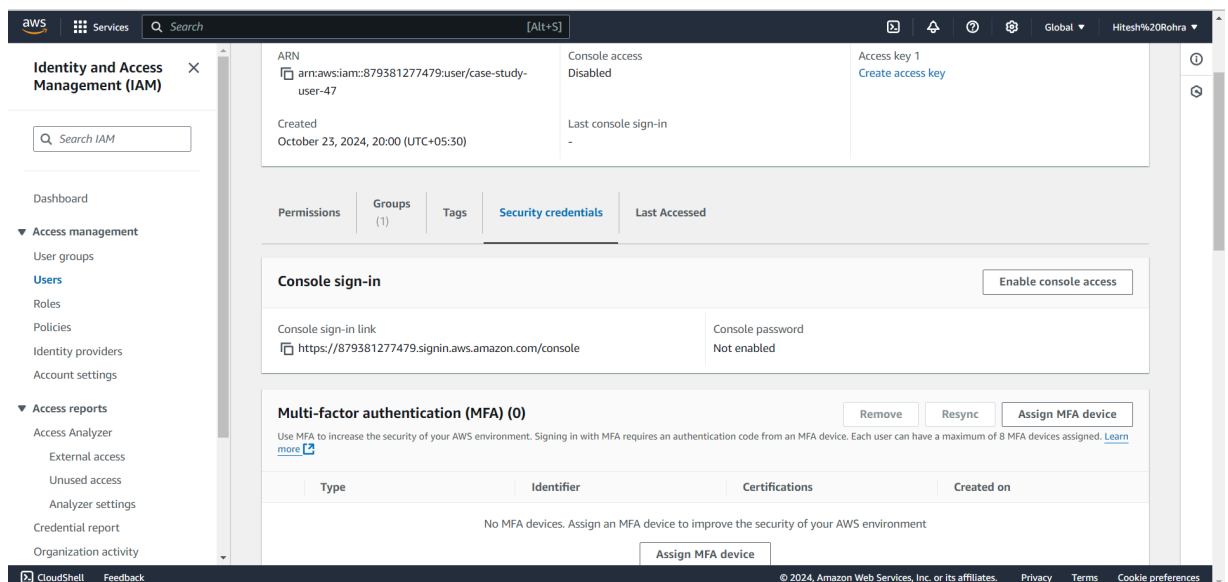 aws
Services
Search
[Alt+S]
Global
Hitesh%20Rohra
Identity and Access
Management (IAM)
Search IAM
Dashboard
Access management
User groups
Users
Roles
Policies
Identity providers
Account settings
Access reports
Access Analyzer
External access
Unused access
Analyzer settings
Credential report
Organization activity
ARN
arn:aws:iam::879381277479:user/case-study-
user-47
Console access
Disabled
Access key 1
Create access key
Created
October 23, 2024, 20:00 (UTC+05:30)
Last console sign-in
-
Permissions
Groups
(1)
Tags
Security credentials
Last Accessed
Console sign-in
Enable console access
Console sign-in link
https://879381277479.signin.aws.amazon.com/console
Console password
Not enabled
Multi-factor authentication (MFA) (0)
Remove
Resync
Assign MFA device
Use MFA to increase the security of your AWS environment. Signing in with MFA requires an authentication code from an MFA device. Each user can have a maximum of 8 MFA devices assigned. Learn
more
Type
Identifier
Certifications
Created on
No MFA devices. Assign an MFA device to improve the security of your AWS environment
Assign MFA device
CloudShell
Feedback
© 2024, Amazon Web Services, Inc. or its affiliates.
Privacy
Terms
Cookie preferences